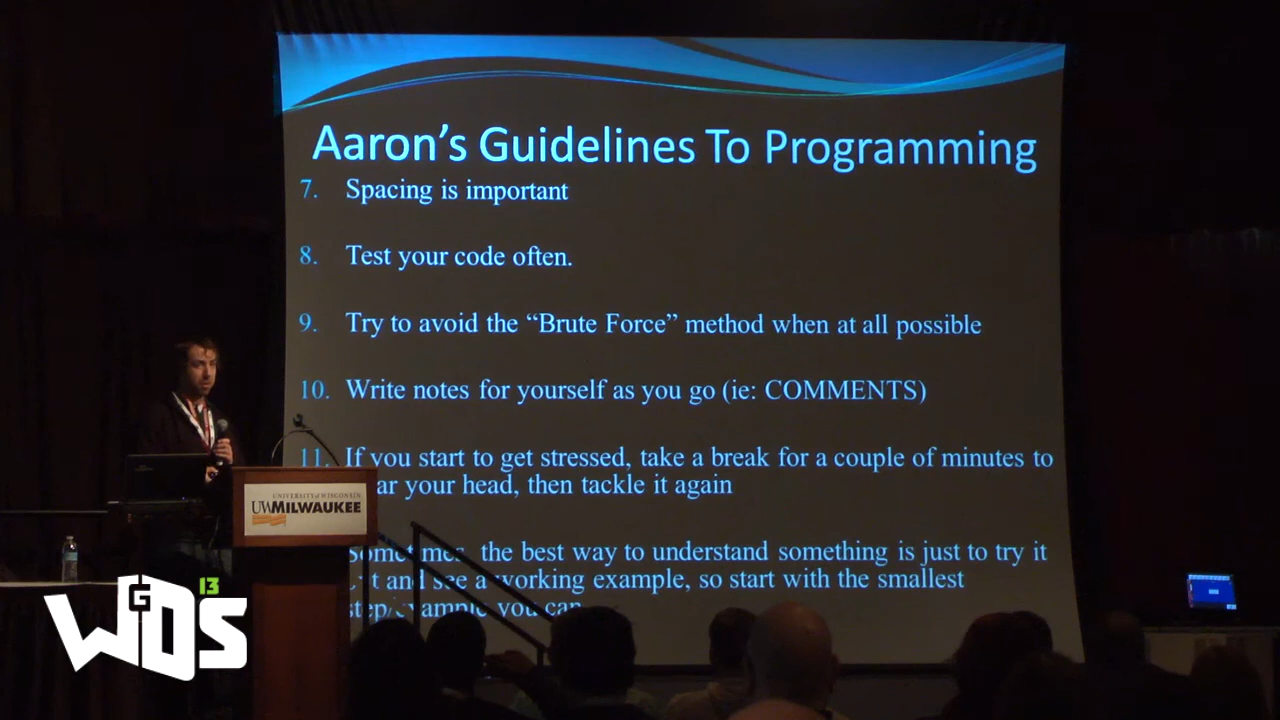 Aaron's Guidelines To Programming
7. Spacing is important
8. Test your code often.
9. Try to avoid the “Brute Force” method when at all possible
10. Write notes for yourself as you go (ie: COMMENTS)
11. If you start to get stressed, take a break for a couple of minutes to
your head, then tackle it again
the best way to understand something is just to try it
and see a working example, so start with the smallest
you can
UNIVERSITY of WISCONSIN
UWMILWAUKEE
WGDS
13